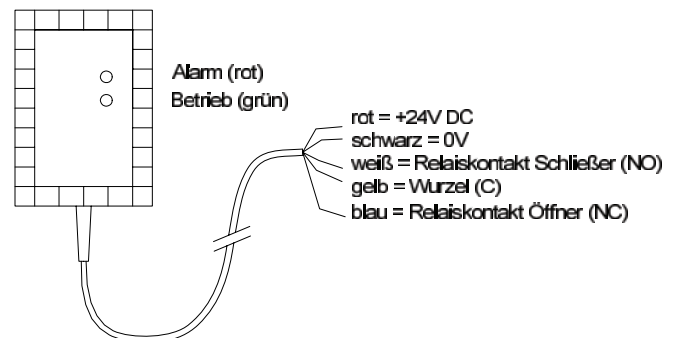 Alarm (rot)
Betrieb (grün)
rot = +24V DC
schwarz = 0V
weiß = Relaiskontakt Schließer (NO)
gelb = Wurzel (C)
blau = Relaiskontakt Öffner (NC)